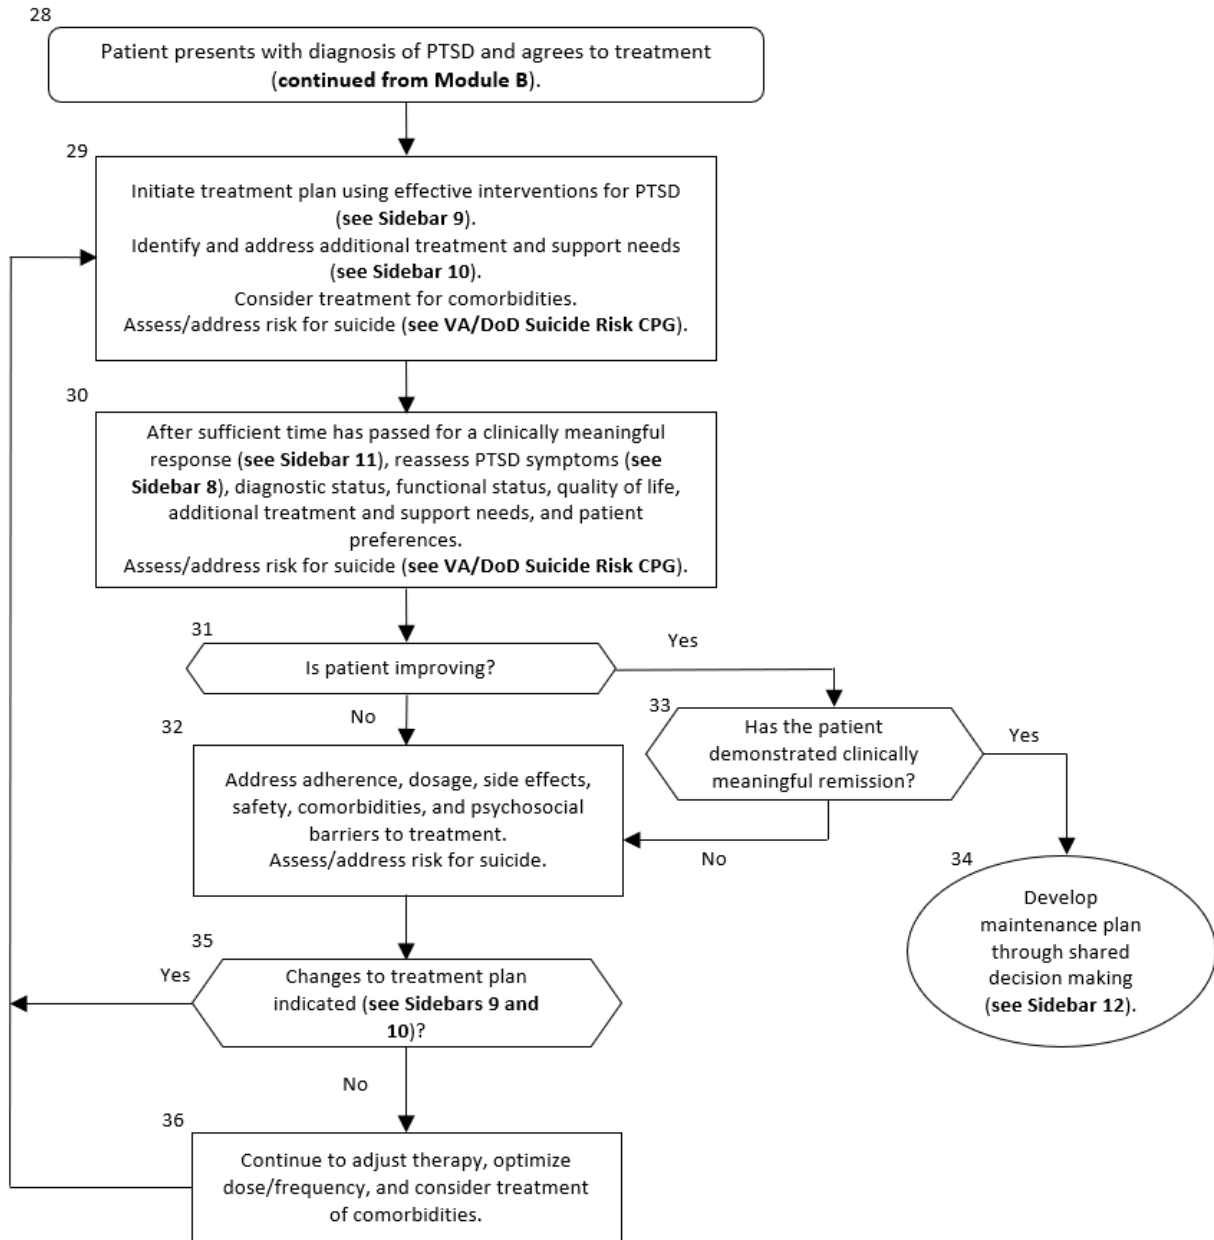 28
Patient presents with diagnosis of PTSD and agrees to treatment
(continued from Module B).
29
Initiate treatment plan using effective interventions for PTSD
(see Sidebar 9).
Identify and address additional treatment and support needs
(see Sidebar 10).
Consider treatment for comorbidities.
Assess/address risk for suicide (see VA/DoD Suicide Risk CPG).
30
After sufficient time has passed for a clinically meaningful
response (see Sidebar 11), reassess PTSD symptoms (see
Sidebar 8), diagnostic status, functional status, quality of life,
additional treatment and support needs, and patient
preferences.
Assess/address risk for suicide (see VA/DoD Suicide Risk CPG).
31
Is patient improving?
Yes
No
33
Has the patient
demonstrated clinically
meaningful remission?
Yes
No
32
Address adherence, dosage, side effects,
safety, comorbidities, and psychosocial
barriers to treatment.
Assess/address risk for suicide.
34
Develop
maintenance plan
through shared
decision making
(see Sidebar 12).
35
Changes to treatment plan
indicated (see Sidebars 9 and
10)?
Yes
No
36
Continue to adjust therapy, optimize
dose/frequency, and consider treatment
of comorbidities.